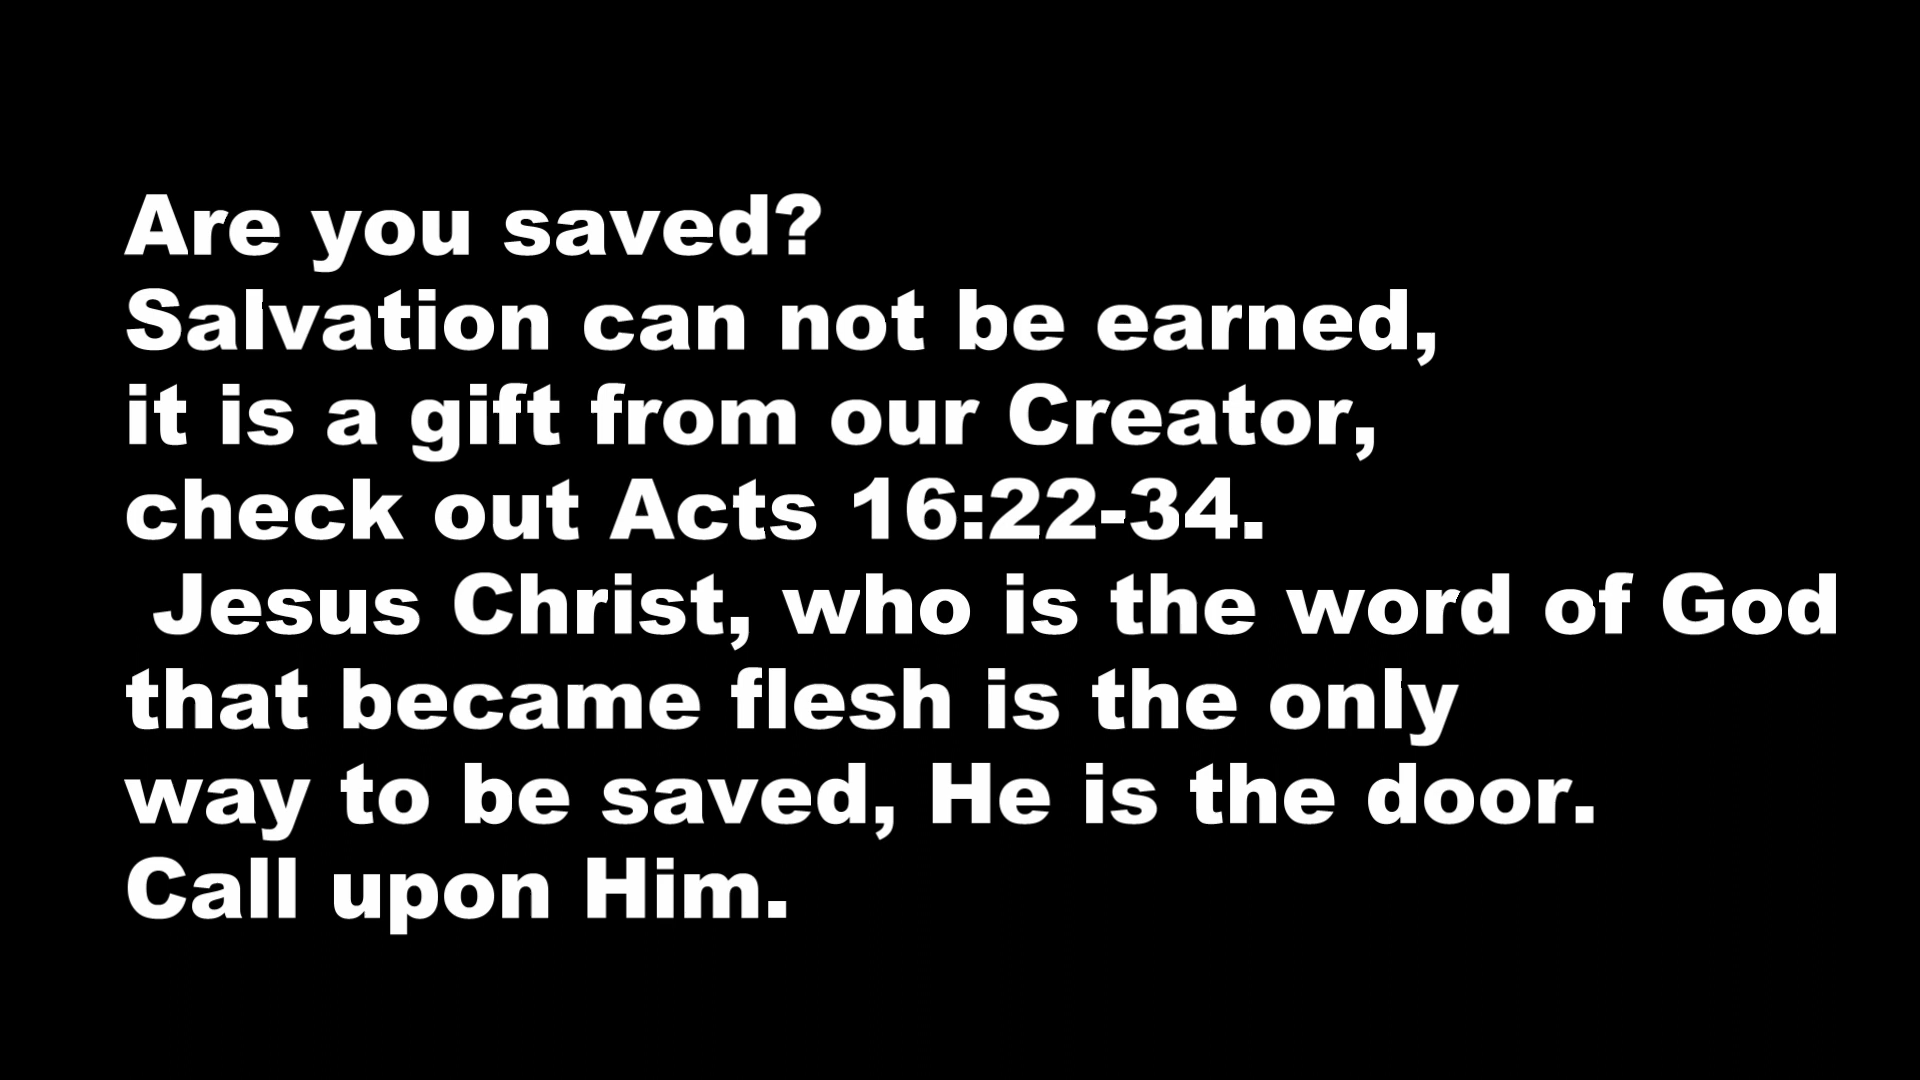 Are you saved?
Salvation can not be earned,
it is a gift from our Creator,
check out Acts 16:22-34.
Jesus Christ, who is the word of God
that became flesh is the only
way to be saved, He is the door.
Call upon Him.